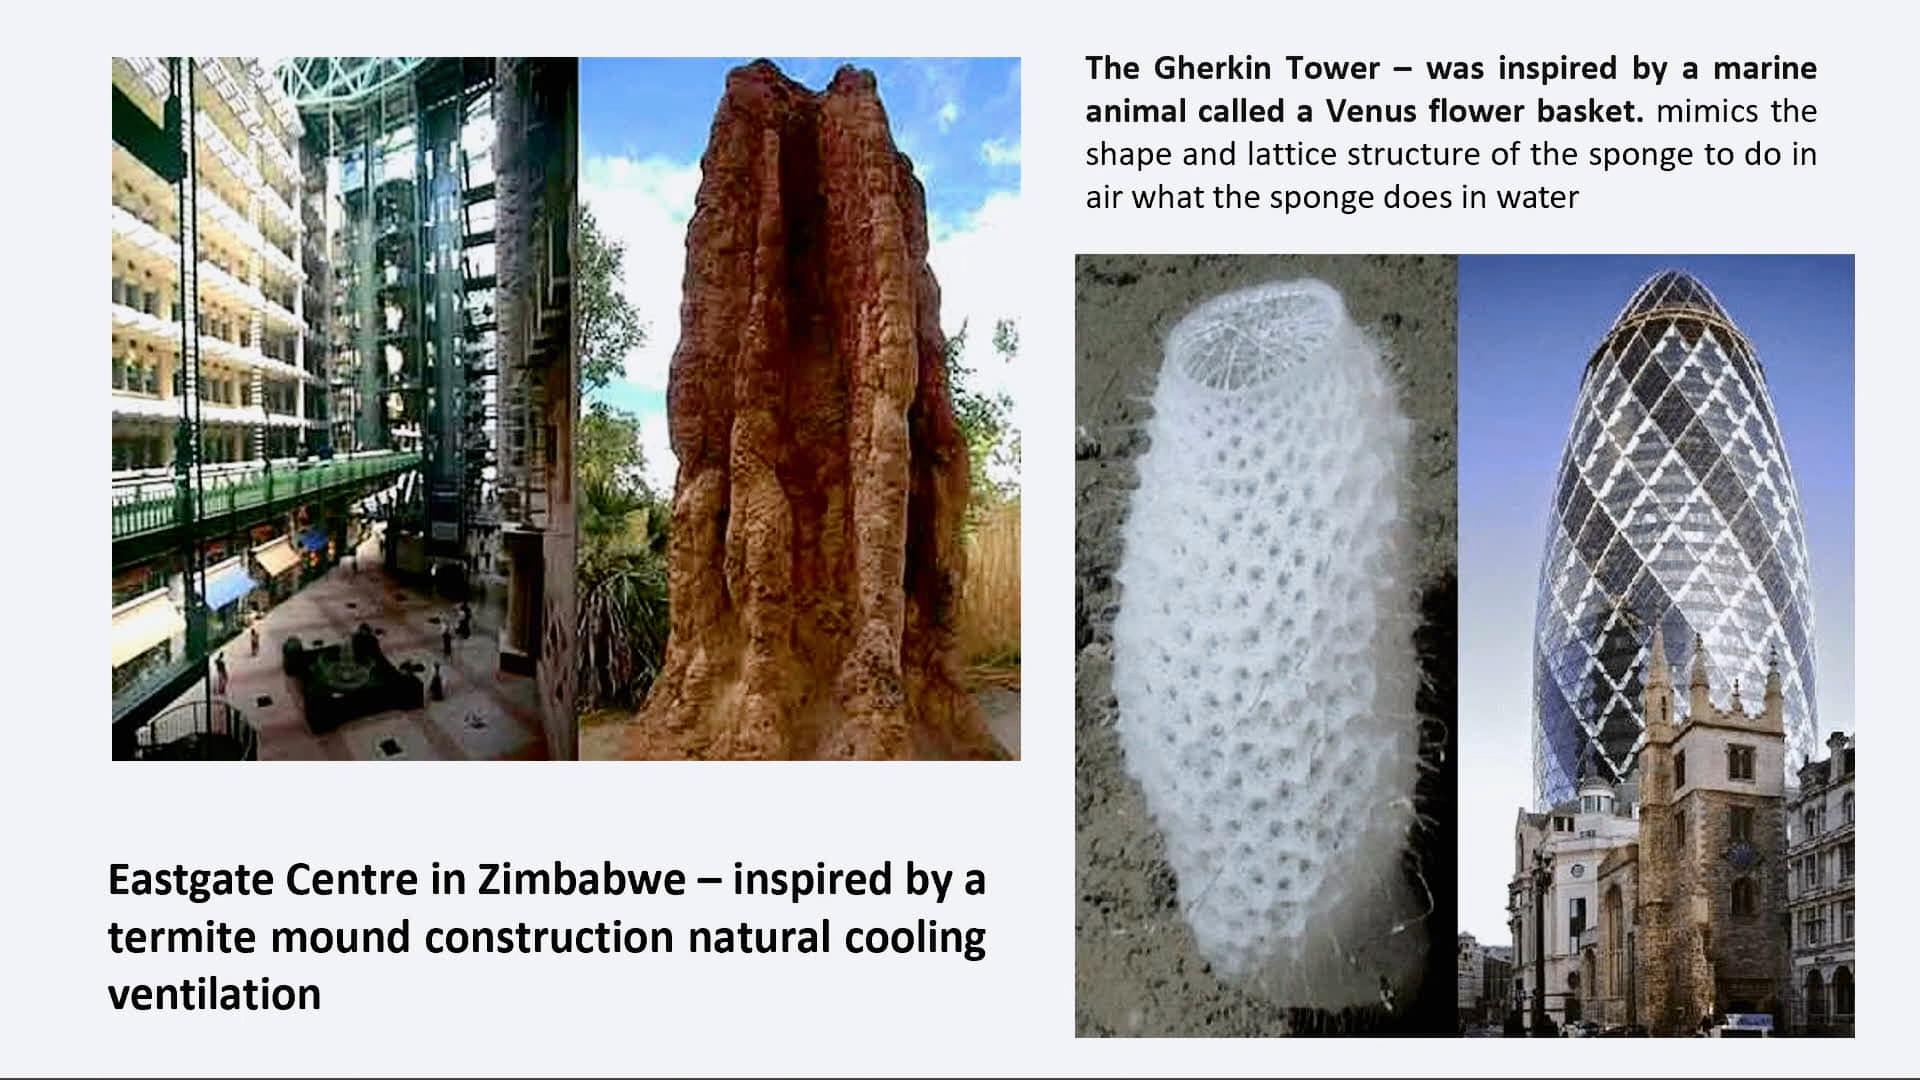 The Gherkin Tower – was inspired by a marine
animal called a Venus flower basket. mimics the
shape and lattice structure of the sponge to do in
air what the sponge does in water
Eastgate Centre in Zimbabwe – inspired by a
termite mound construction natural cooling
ventilation